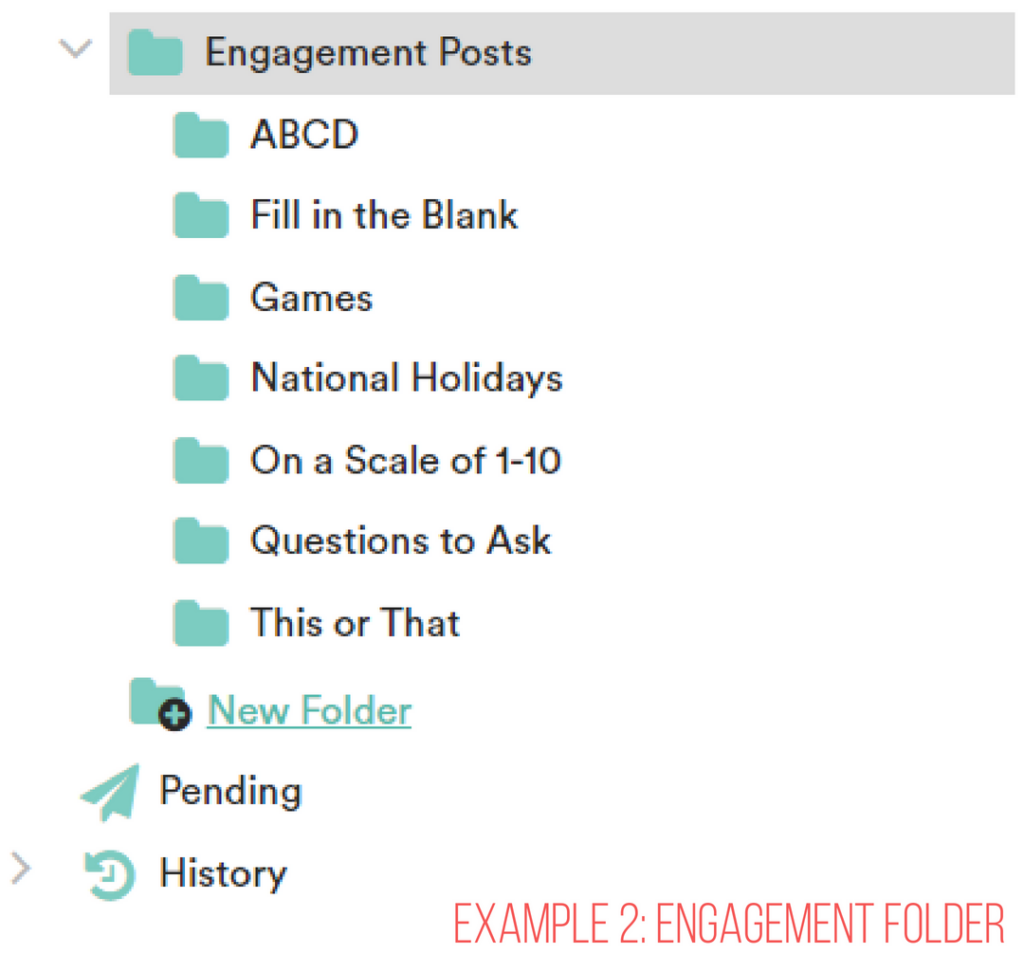 Engagement Posts
ABCD
Fill in the Blank
Games
National Holidays
On a Scale of 1-10
Questions to Ask
This or That
New Folder
Pending
History
EXAMPLE 2: ENGAGEMENT FOLDER